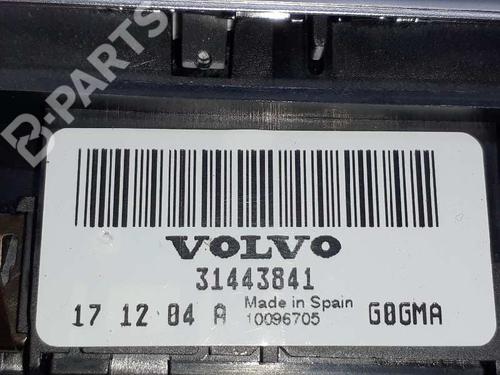 B-PARTS
VOLVO
31443841
17 12 04 A Made in Spain
10096705 G0GMA